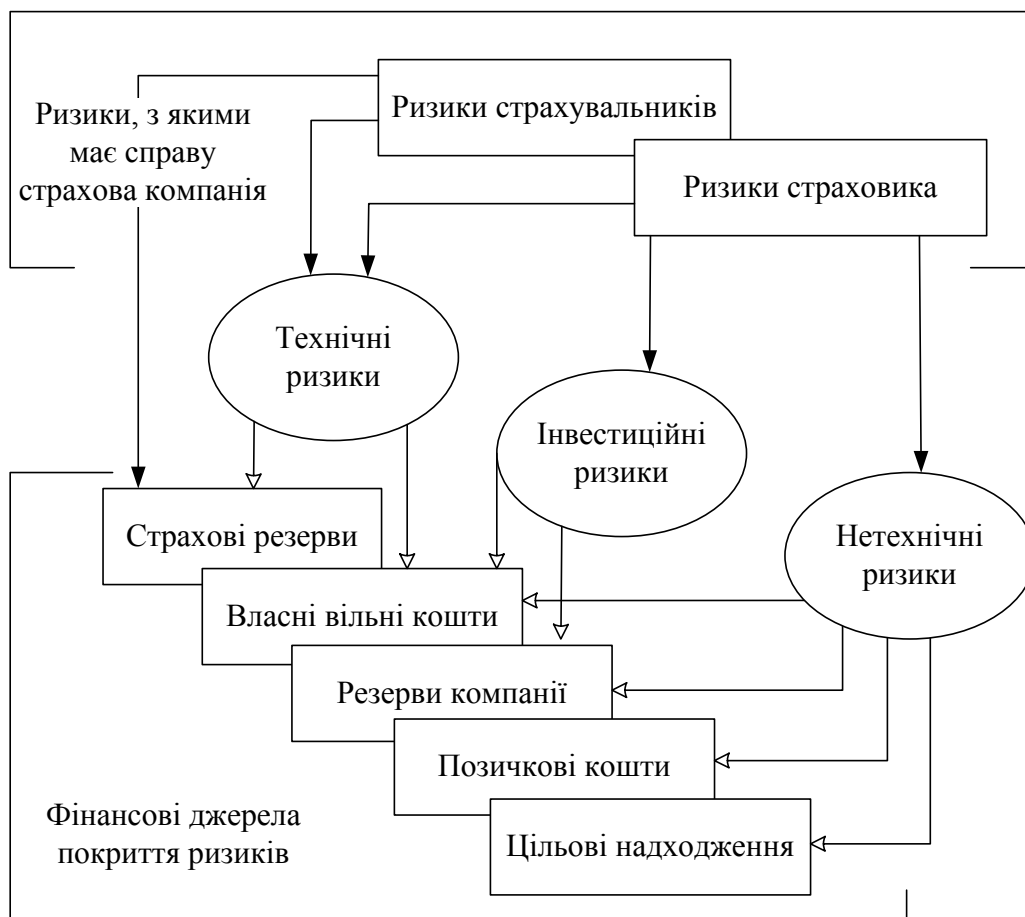 Ризики страхувальників
Ризики, з якими
має справу
страхова компанія
Ризики страховика
Технічні
ризики
Інвестиційні
ризики
Нетехнічні
ризики
Страхові резерви
Власні вільні кошти
Резерви компанії
Позичкові кошти
Цільові надходження
Фінансові джерела
покриття ризиків